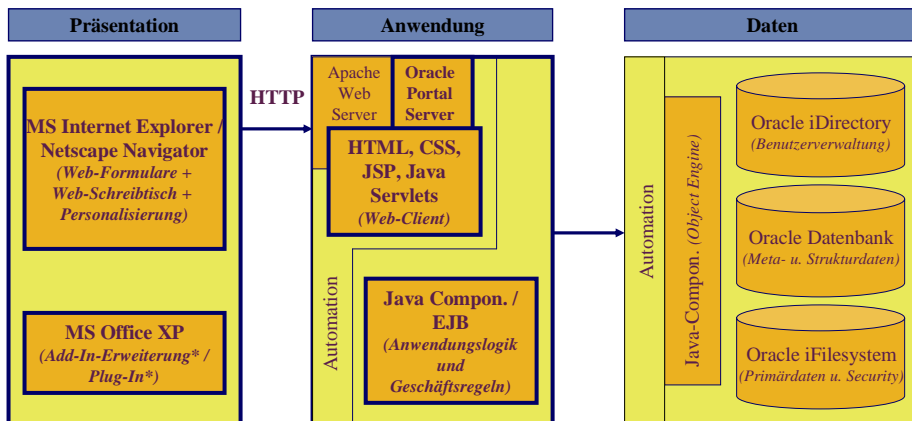 Präsentation
MS Internet Explorer /
Netscape Navigator
(Web-Formulare +
Web-Schreibtisch +
Personalisierung)
MS Office XP
(Add-In-Erweiterung* /
Plug-In*)
HTTP
Anwendung
Apache
Web
Server
Oracle
Portal
Server
HTML, CSS,
JSP, Java
Servlets
(Web-Client)
Automation
Java Compon. /
EJB
(Anwendungslogik
und
Geschäftsregeln)
Daten
Automation
Java-Compon. (Object Engine)
Oracle iDirectory
(Benutzerverwaltung)
Oracle Datenbank
(Meta- u. Strukturdaten)
Oracle iFilesystem
(Primärdaten u. Security)